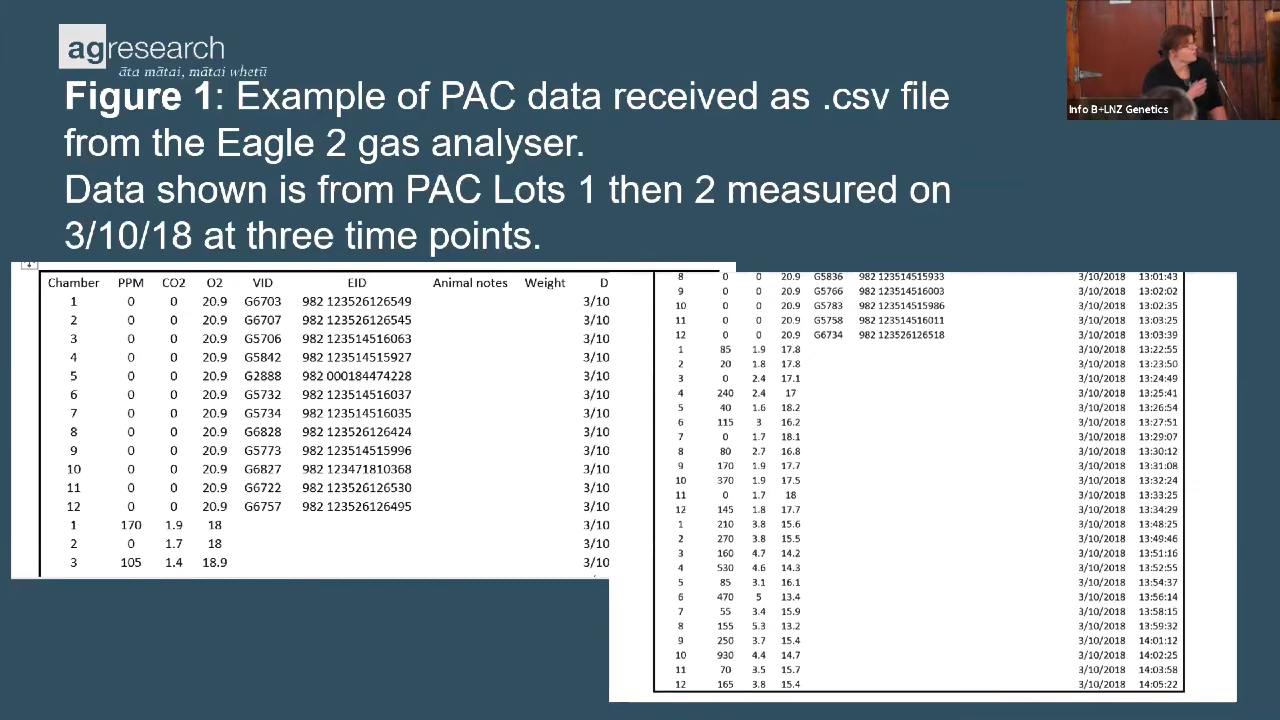 agresearch
āta mātai, mātai whetū
Info B+LNZ Genetics
Figure 1: Example of PAC data received as .csv file
from the Eagle 2 gas analyser.
Data shown is from PAC Lots 1 then 2 measured on
3/10/18 at three time points.
Chamber PPM CO2 O2 VID EID Animal notes Weight D
1 0 0 20.9 G6703 982 123526126549 3/10
2 0 0 20.9 G6707 982 123526126545 3/10
3 0 0 20.9 G5706 982 123514516063 3/10
4 0 0 20.9 G5842 982 123514515927 3/10
5 0 0 20.9 G2888 982 000184474228 3/10
6 0 0 20.9 G5732 982 123514516037 3/10
7 0 0 20.9 G5734 982 123514516035 3/10
8 0 0 20.9 G6828 982 123526126424 3/10
9 0 0 20.9 G5773 982 123514515996 3/10
10 0 0 20.9 G6827 982 123471810368 3/10
11 0 0 20.9 G6722 982 123526126530 3/10
12 0 0 20.9 G6757 982 123526126495 3/10
1 170 1.9 18 3/10
2 0 1.7 18 3/10
3 105 1.4 18.9 3/10
8 0 0 20.9 G5836 982 123514515933 3/10/2018 13:01:43
9 0 0 20.9 G5766 982 123514516003 3/10/2018 13:02:02
10 0 0 20.9 G5783 982 123514515986 3/10/2018 13:02:35
11 0 0 20.9 G5758 982 123514516011 3/10/2018 13:03:25
12 0 0 20.9 G6734 982 123526126518 3/10/2018 13:03:39
1 85 1.9 17.8 3/10/2018 13:22:55
2 20 1.8 17.8 3/10/2018 13:23:50
3 0 2.4 17.1 3/10/2018 13:24:49
4 240 2.4 17 3/10/2018 13:25:41
5 40 1.6 18.2 3/10/2018 13:26:54
6 115 3 16.2 3/10/2018 13:27:51
7 0 1.7 18.1 3/10/2018 13:29:07
8 80 2.7 16.8 3/10/2018 13:30:12
9 170 1.9 17.7 3/10/2018 13:31:08
10 370 1.9 17.5 3/10/2018 13:32:24
11 0 1.7 18 3/10/2018 13:33:25
12 145 1.8 17.7 3/10/2018 13:34:29
1 210 3.8 15.6 3/10/2018 13:48:25
2 270 3.8 15.5 3/10/2018 13:49:46
3 160 4.7 14.2 3/10/2018 13:51:16
4 530 4.6 14.3 3/10/2018 13:52:55
5 85 3.1 16.1 3/10/2018 13:54:37
6 470 5 13.4 3/10/2018 13:56:14
7 55 3.4 15.9 3/10/2018 13:58:15
8 155 5.3 13.2 3/10/2018 13:59:32
9 250 3.7 15.4 3/10/2018 14:01:12
10 930 4.4 14.7 3/10/2018 14:02:25
11 70 3.5 15.7 3/10/2018 14:03:58
12 165 3.8 15.4 3/10/2018 14:05:22